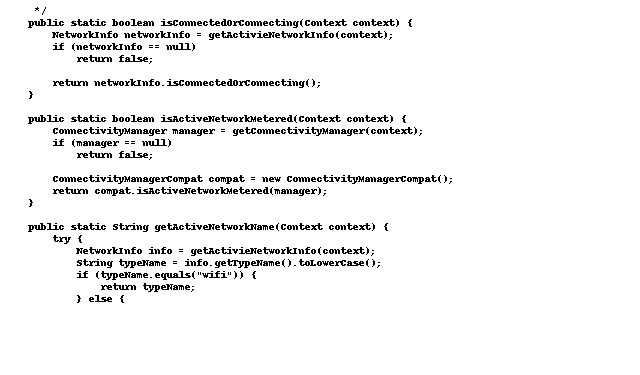 */
public static boolean isConnectedOrConnecting(Context context) {
NetworkInfo networkInfo = getActivieNetworkInfo(context);
if (networkInfo == null)
return false;
return networkInfo.isConnectedOrConnecting();
}
public static boolean isActiveNetworkMetered(Context context) {
ConnectivityManager manager = getConnectivityManager(context);
if (manager == null)
return false;
ConnectivityManagerCompat compat = new ConnectivityManagerCompat();
return compat.isActiveNetworkMetered(manager);
}
public static String getActiveNetworkName(Context context) {
try {
NetworkInfo info = getActivieNetworkInfo(context);
String typeName = info.getTypeName().toLowerCase();
if (typeName.equals("wifi")) {
return typeName;
} else {